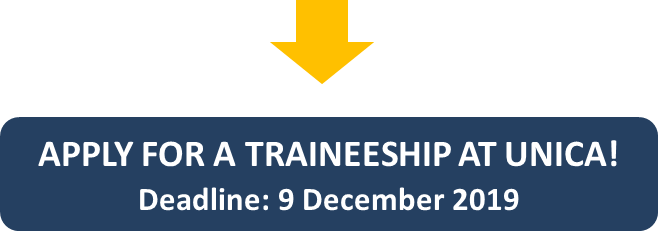 APPLY FOR A TRAINEESHIP AT UNICA!
Deadline: 9 December 2019